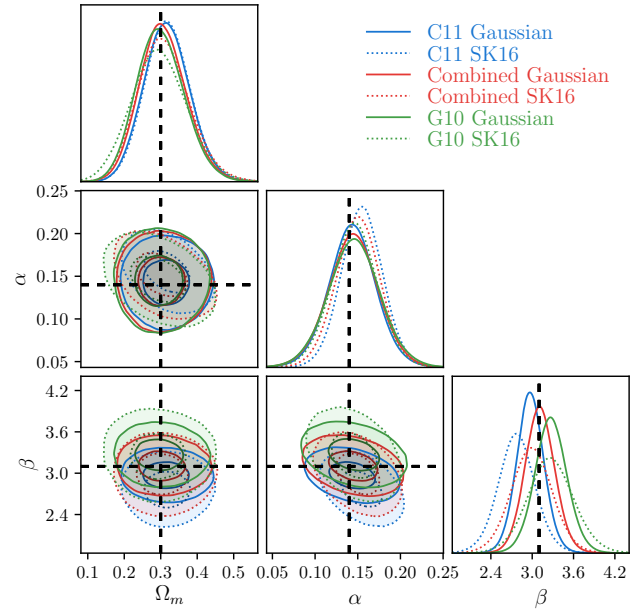 C11 Gaussian
C11 SK16
Combined Gaussian
Combined SK16
G10 Gaussian
G10 SK16
0.25
0.20
0.15
0.10
0.05
α
4.2
3.6
3.0
2.4
β
0.1 0.2 0.3 0.4 0.5
Ωm
0.05 0.10 0.15 0.20 0.25
α
2.4 3.0 3.6 4.2
β